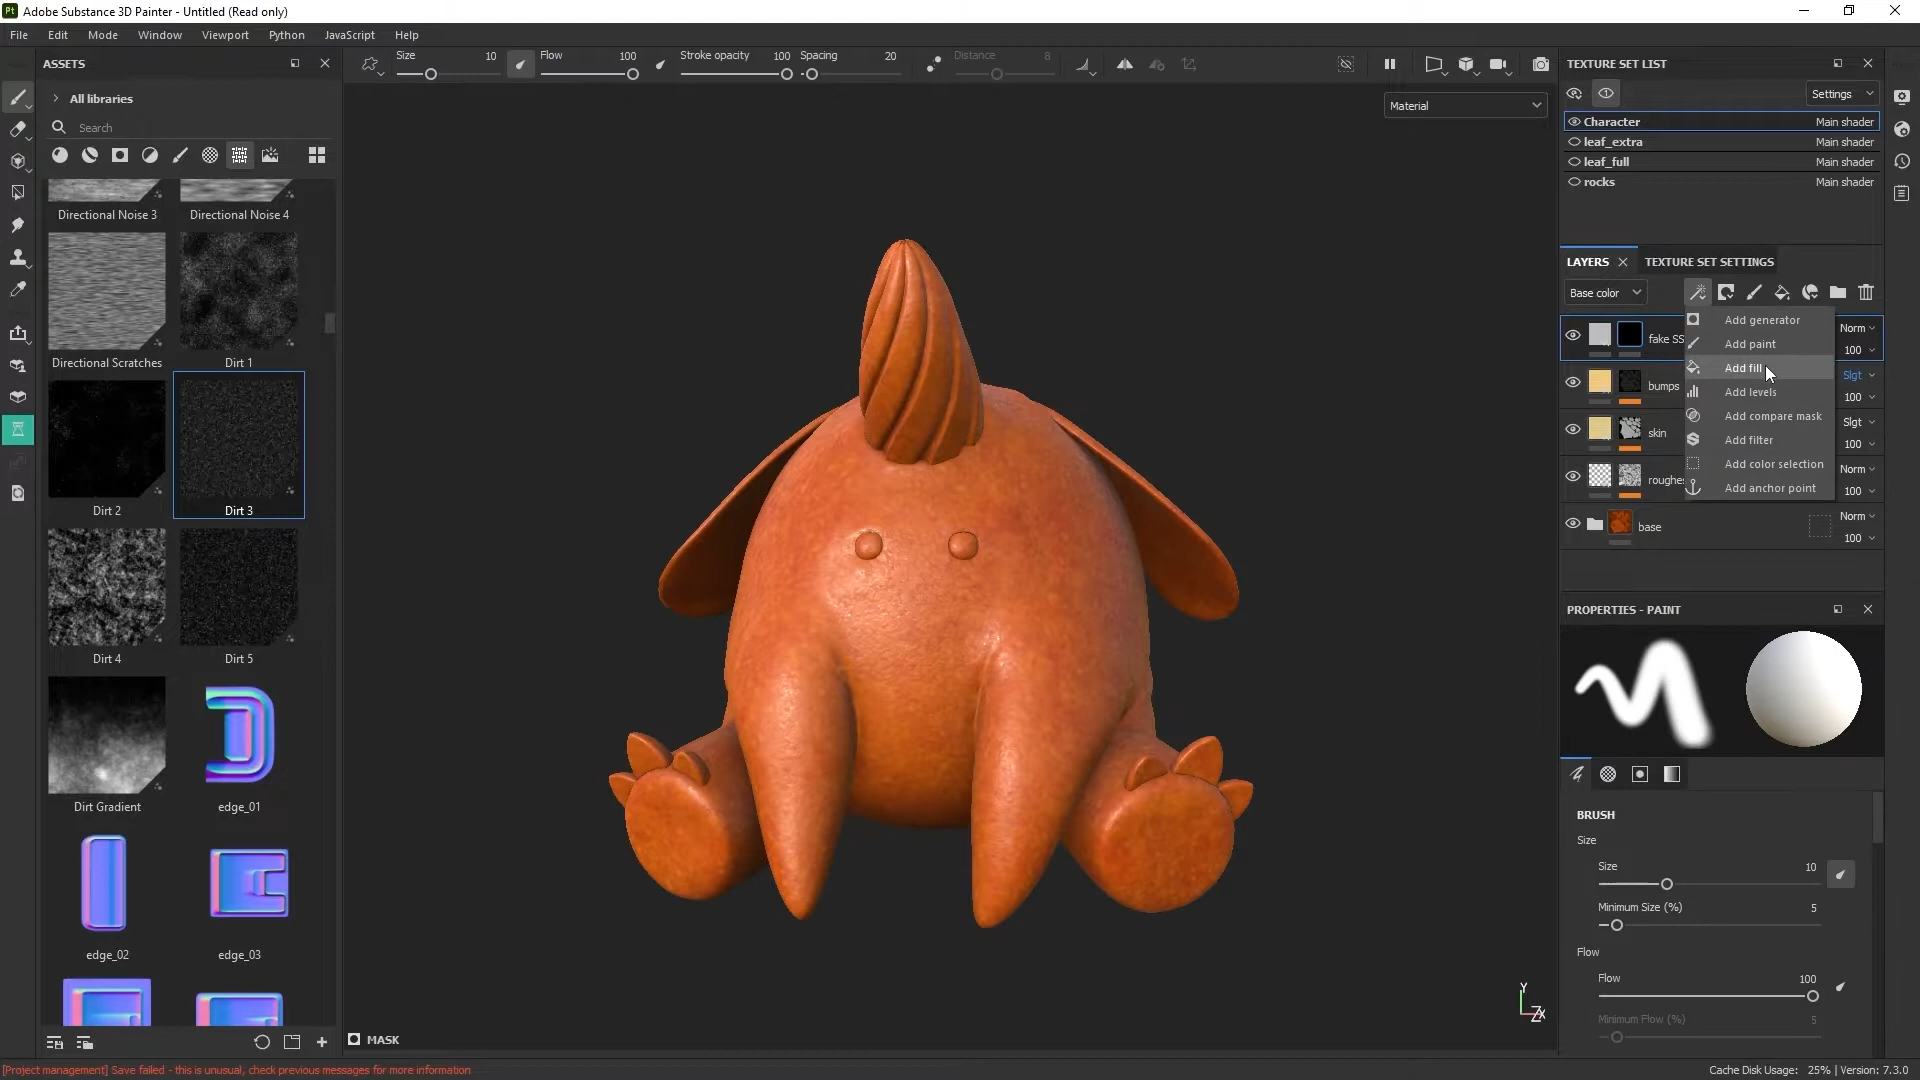 Adobe Substance 3D Painter - Untitled (Read only)
File Edit Mode Window Viewport Python JavaScript Help
ASSETS
Size 10 Flow 100 Stroke opacity 100 Spacing 20 Distance 8
All libraries
Search
Material
Directional Noise 3 Directional Noise 4
Directional Scratches Dirt 1
Dirt 2 Dirt 3
Dirt 4 Dirt 5
Dirt Gradient edge_01
edge_02 edge_03
MASK
TEXTURE SET LIST
Settings
Character Main shader
leaf_extra Main shader
leaf_full Main shader
rocks Main shader
LAYERS TEXTURE SET SETTINGS
Base color
Add generator
Add paint
Add fill
Add levels
Add compare mask
Add filter
Add color selection
Add anchor point
fake SS Norm
100
bumps Slgt
100
skin Slgt
100
roughes Norm
100
base Norm
100
PROPERTIES - PAINT
BRUSH
Size
Size 10
Minimum Size (%) 5
Flow
Flow 100
Minimum Flow (%) 5
Y
[Project management] Save failed - this is unusual, check previous messages for more information
Cache Disk Usage: 25% | Version: 7.3.0